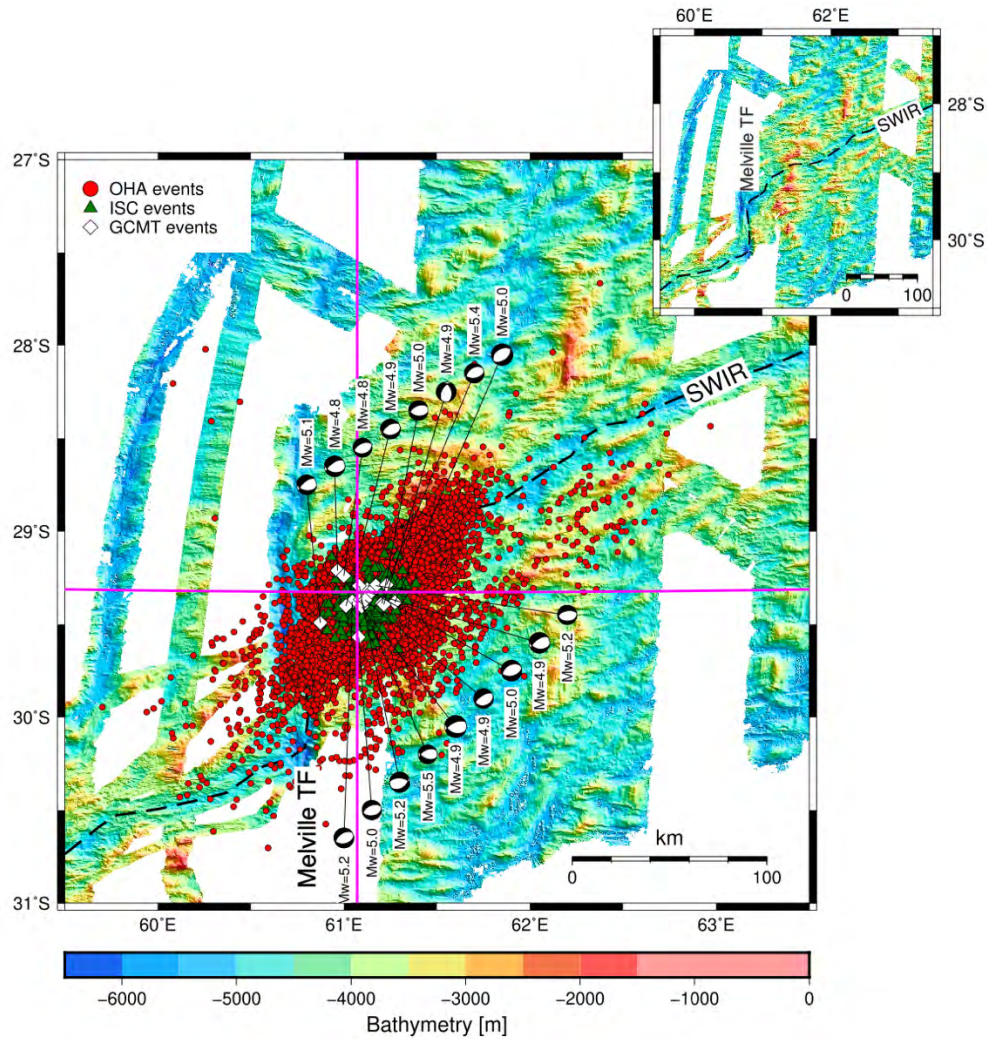 60°E 62°E
28°S
30°S
Melville TF
SWIR
0 100
27°S
28°S
29°S
30°S
31°S
OHA events
ISC events
GCMT events
Mw=5.1
Mw=4.8
Mw=4.8
Mw=4.9
Mw=5.0
Mw=4.9
Mw=5.4
Mw=5.0
SWIR
Mw=5.2
Mw=4.9
Mw=5.0
Mw=4.9
Mw=4.9
Mw=5.5
Mw=5.2
Mw=5.0
Mw=5.2
Melville TF
km
0 100
60°E 61°E 62°E 63°E
−6000 −5000 −4000 −3000 −2000 −1000 0
Bathymetry [m]